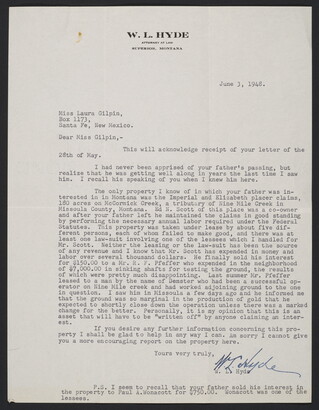 W. L. HYDE
ATTORNEY AT LAW
SUPERIOR, MONTANA
June 3, 1948.
Miss Laura Gilpin,
Box 1173,
Santa Fe, New Mexico.
Dear Miss Gilpin,-
This will acknowledge receipt of your letter of the
28th of May.
I had never been apprised of your father's passing, but
realize that he was getting well along in years the last time I saw
him. I recall his speaking of you when I knew him here.
The only property I know of in which your father was in-
terested in in Montana was the Imperial and Elizabeth placer claims,
160 acres on McCormick Creek, a tributary of Nine Mile Creek in
Missoula County, Montana. Ed R. Scott of this place was a co-owner
and after your father left he maintained the claims in good standing
by performing the necessary annual labor required under the Federal
Statutes. This property was taken under lease by about five dif-
ferent persons, each of whom failed to make good, and there was at
least one law-suit involving one of the lessees which I handled for
Mr. Scott. Neither the leasing or the law-suit has been the source
of any revenue and I know Mr. Scott has expended in money and
labor over several thousand dollars. He finally sold his interest
for $150.00 to a Mr. R. F. Pfeffer who expended in the neighborhood
of $7,000.00 in sinking shafts for testing the ground, the results
of which were pretty much disappointing. Last summer Mr. Pfeffer
leased to a man by the name of Demster who had been a successful op-
erator on Nine Mile creek and had worked adjoining ground to the one
in question. I saw him in Missoula a few days ago and he informed me
that the ground was so marginal in the production of gold that he
expected to shortly close down the operation unless there was a marked
change for the better. Personally, it is my opinion that this is an
asset that will have to be "written off" by anyone claiming an inter-
est.
If you desire any further information concerning this pro-
perty I shall be glad to help in any way I can. Am sorry I cannot give
you a more encouraging report on the property here.
Yours very truly,
W L Hyde
W. L. Hyde
P.S. I seem to recall that your father sold his interest in
the property to Paul A. Wonacott for $750.00. Wonacott was one of the
lessees.